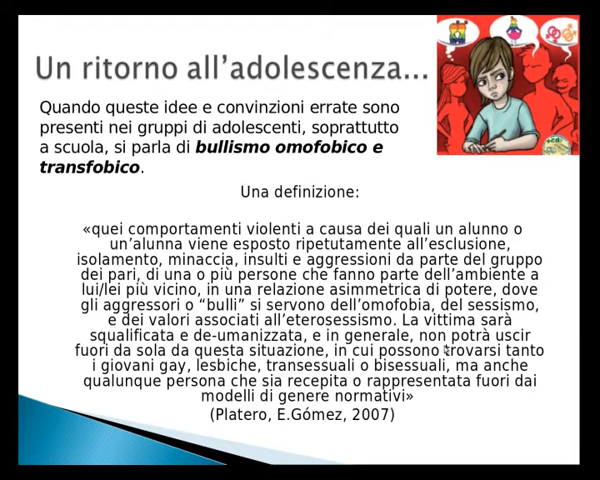 Un ritorno all’adolescenza...
Quando queste idee e convinzioni errate sono
presenti nei gruppi di adolescenti, soprattutto
a scuola, si parla di bullismo omofobico e
transfobico.
Una definizione:
«quei comportamenti violenti a causa dei quali un alunno o
un’alunna viene esposto ripetutamente all’esclusione,
isolamento, minaccia, insulti e aggressioni da parte del gruppo
dei pari, di una o più persone che fanno parte dell’ambiente a
lui/lei più vicino, in una relazione asimmetrica di potere, dove
gli aggressori o “bulli” si servono dell’omofobia, del sessismo,
e dei valori associati all’eterosessismo. La vittima sarà
squalificata e de-umanizzata, e in generale, non potrà uscir
fuori da sola da questa situazione, in cui possono trovarsi tanto
i giovani gay, lesbiche, transessuali o bisessuali, ma anche
qualunque persona che sia recepita o rappresentata fuori dai
modelli di genere normativi»
(Platero, E.Gómez, 2007)